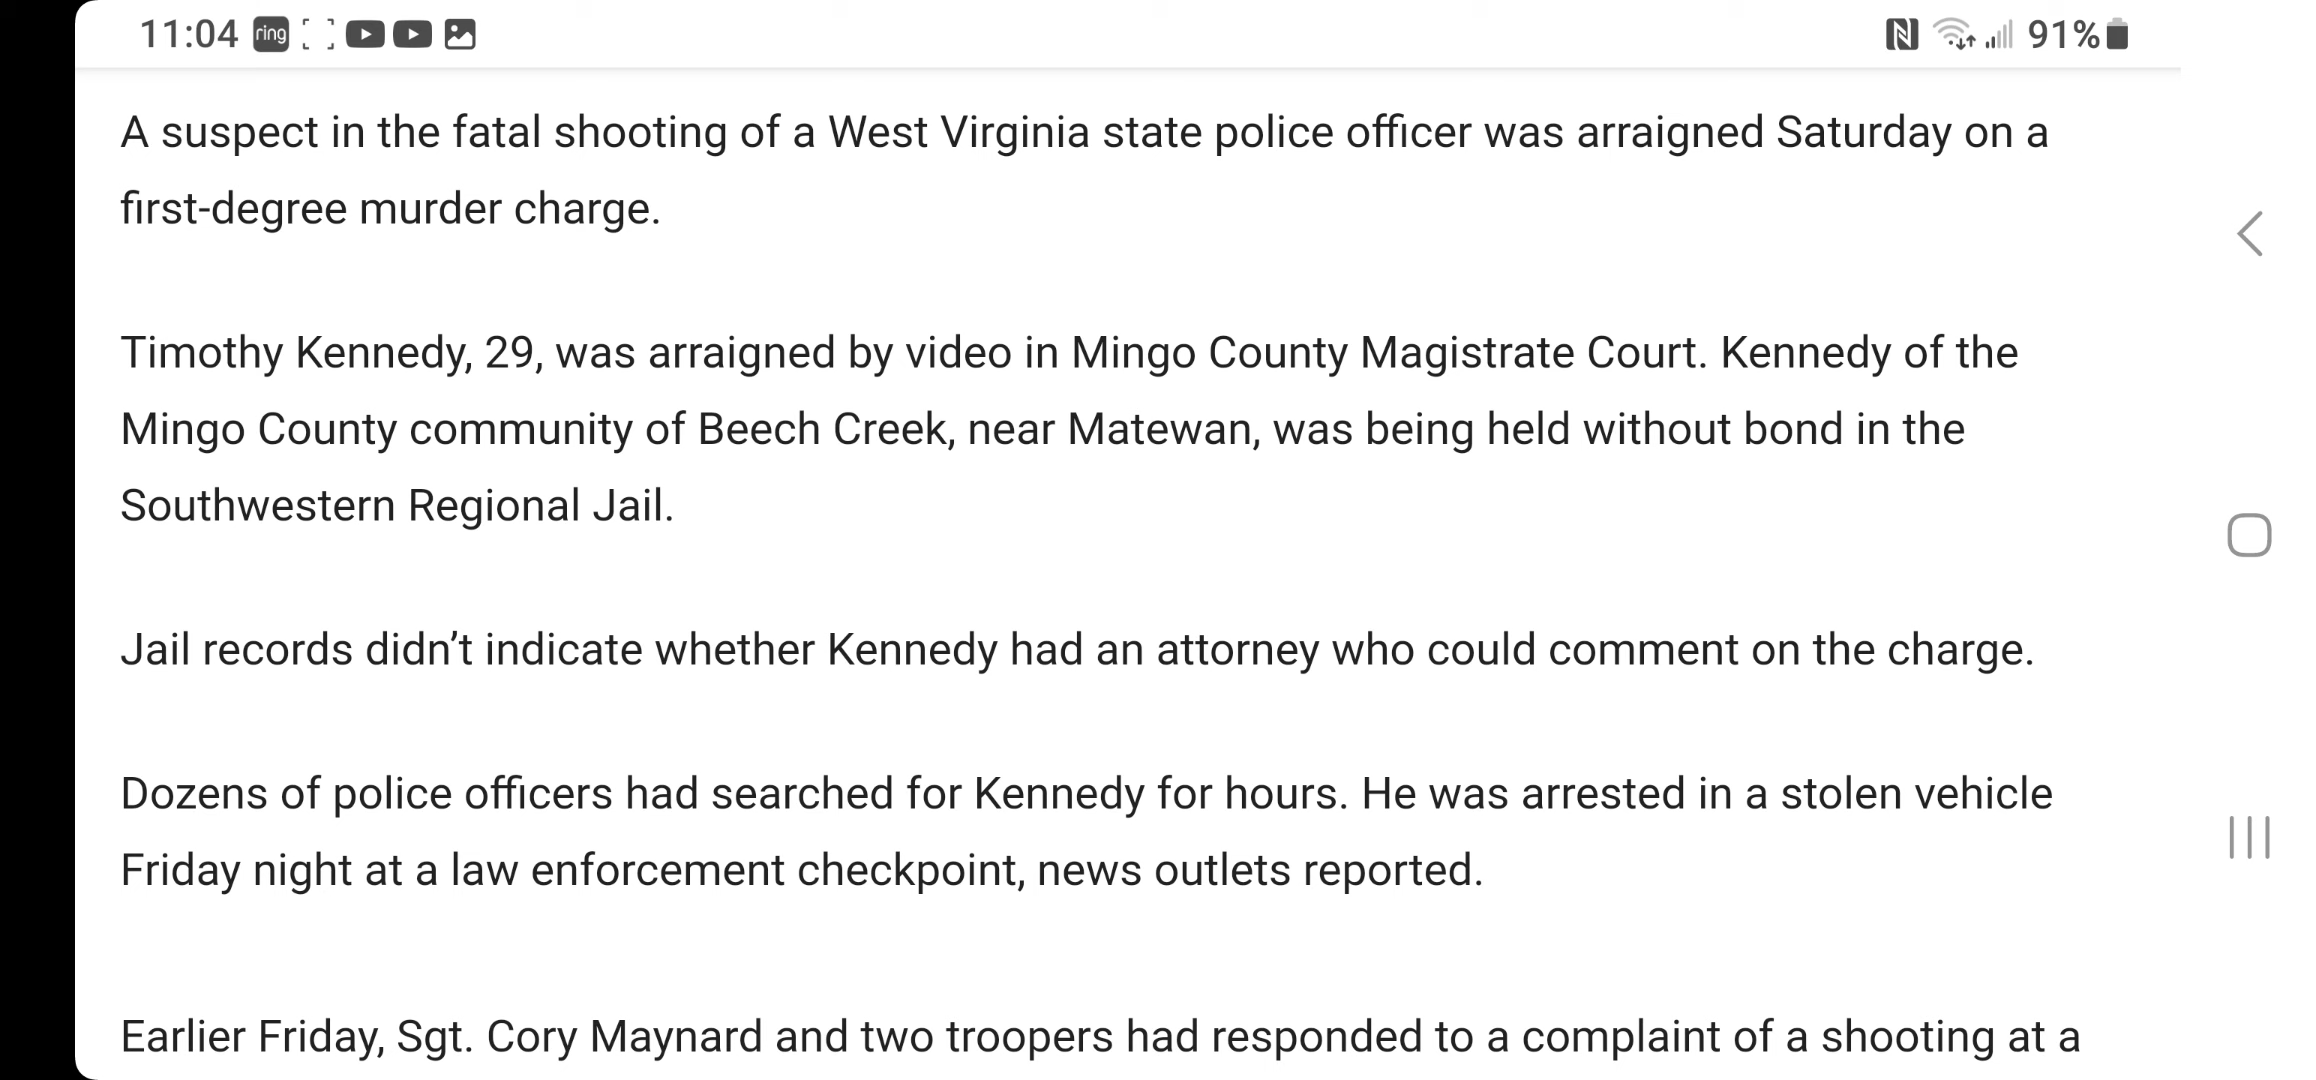 11:04 ring 91%
A suspect in the fatal shooting of a West Virginia state police officer was arraigned Saturday on a
first-degree murder charge.
Timothy Kennedy, 29, was arraigned by video in Mingo County Magistrate Court. Kennedy of the
Mingo County community of Beech Creek, near Matewan, was being held without bond in the
Southwestern Regional Jail.
Jail records didn’t indicate whether Kennedy had an attorney who could comment on the charge.
Dozens of police officers had searched for Kennedy for hours. He was arrested in a stolen vehicle
Friday night at a law enforcement checkpoint, news outlets reported.
Earlier Friday, Sgt. Cory Maynard and two troopers had responded to a complaint of a shooting at a